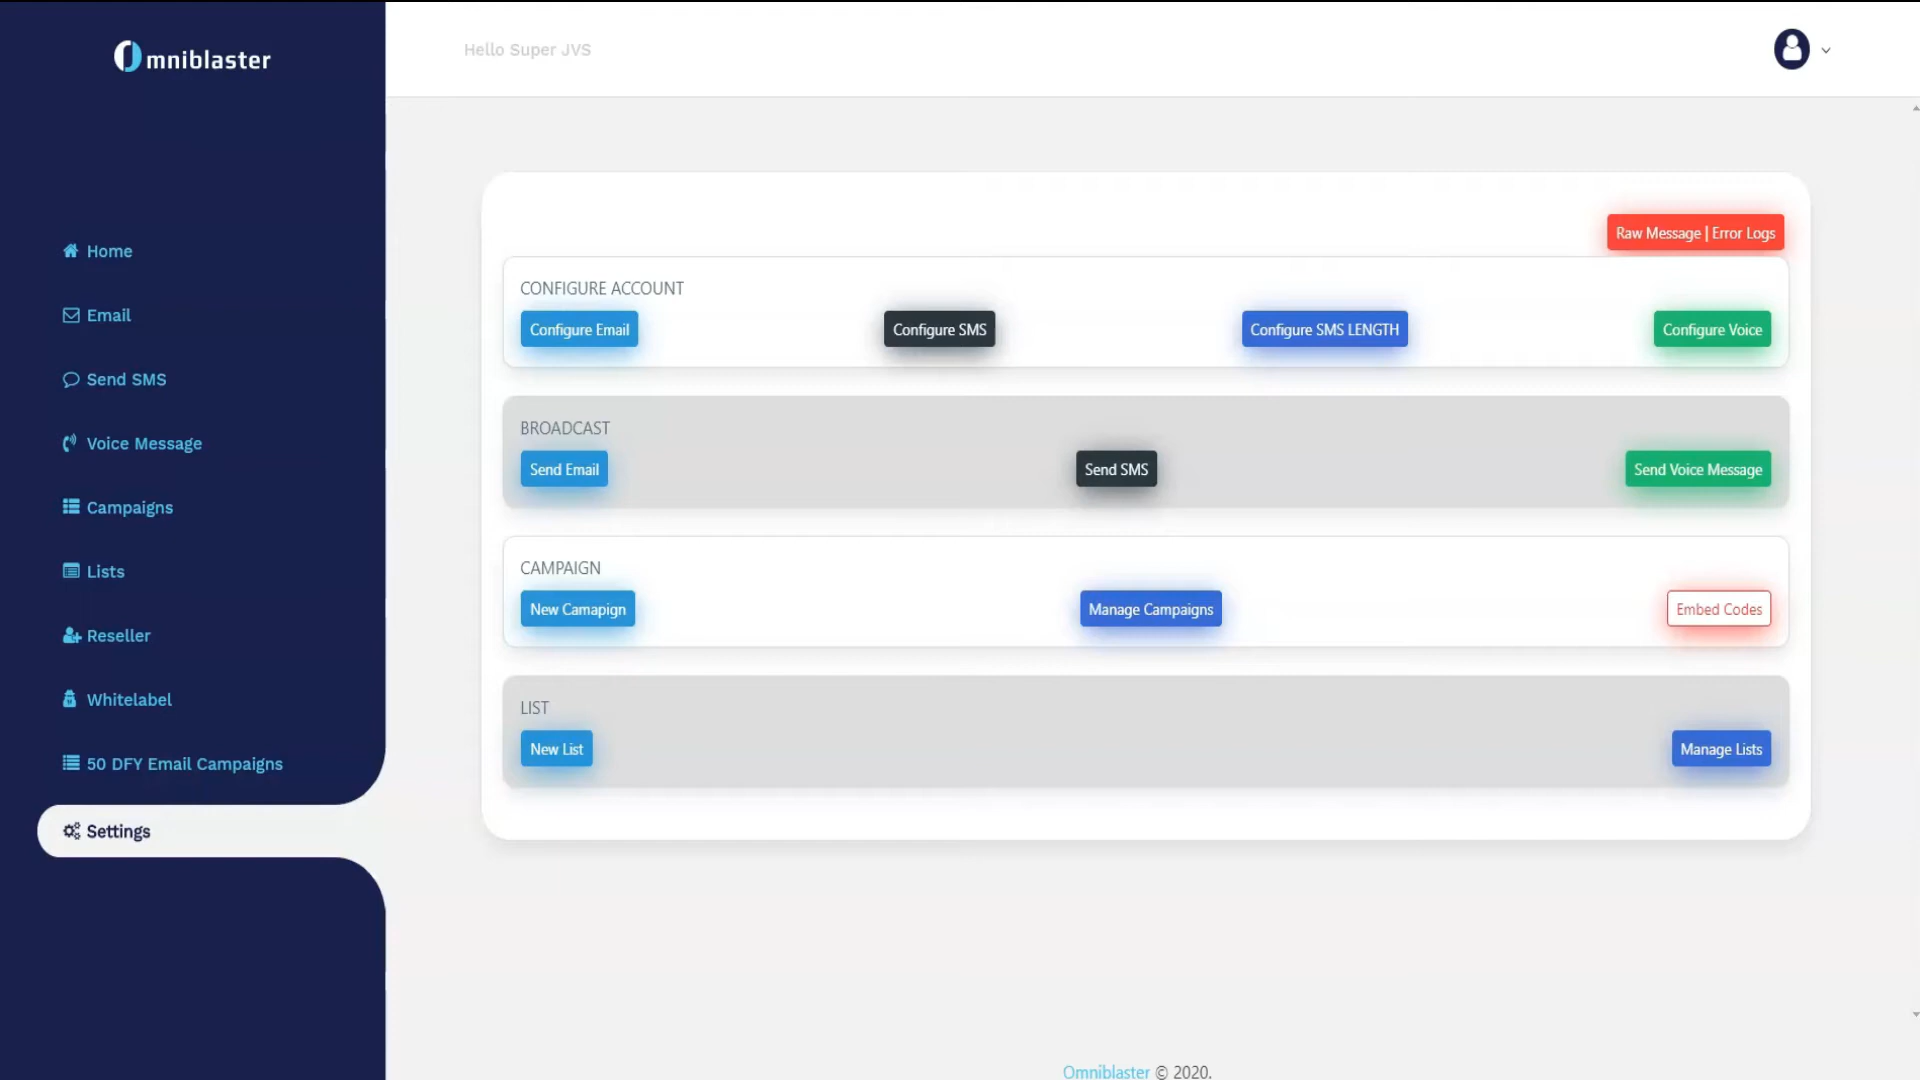 Omniblaster
Hello Super JVS
Home
Email
Send SMS
Voice Message
Campaigns
Lists
Reseller
Whitelabel
50 DFY Email Campaigns
Settings
Raw Message | Error Logs
CONFIGURE ACCOUNT
Configure Email
Configure SMS
Configure SMS LENGTH
Configure Voice
BROADCAST
Send Email
Send SMS
Send Voice Message
CAMPAIGN
New Camapign
Manage Campaigns
Embed Codes
LIST
New List
Manage Lists
Omniblaster © 2020.